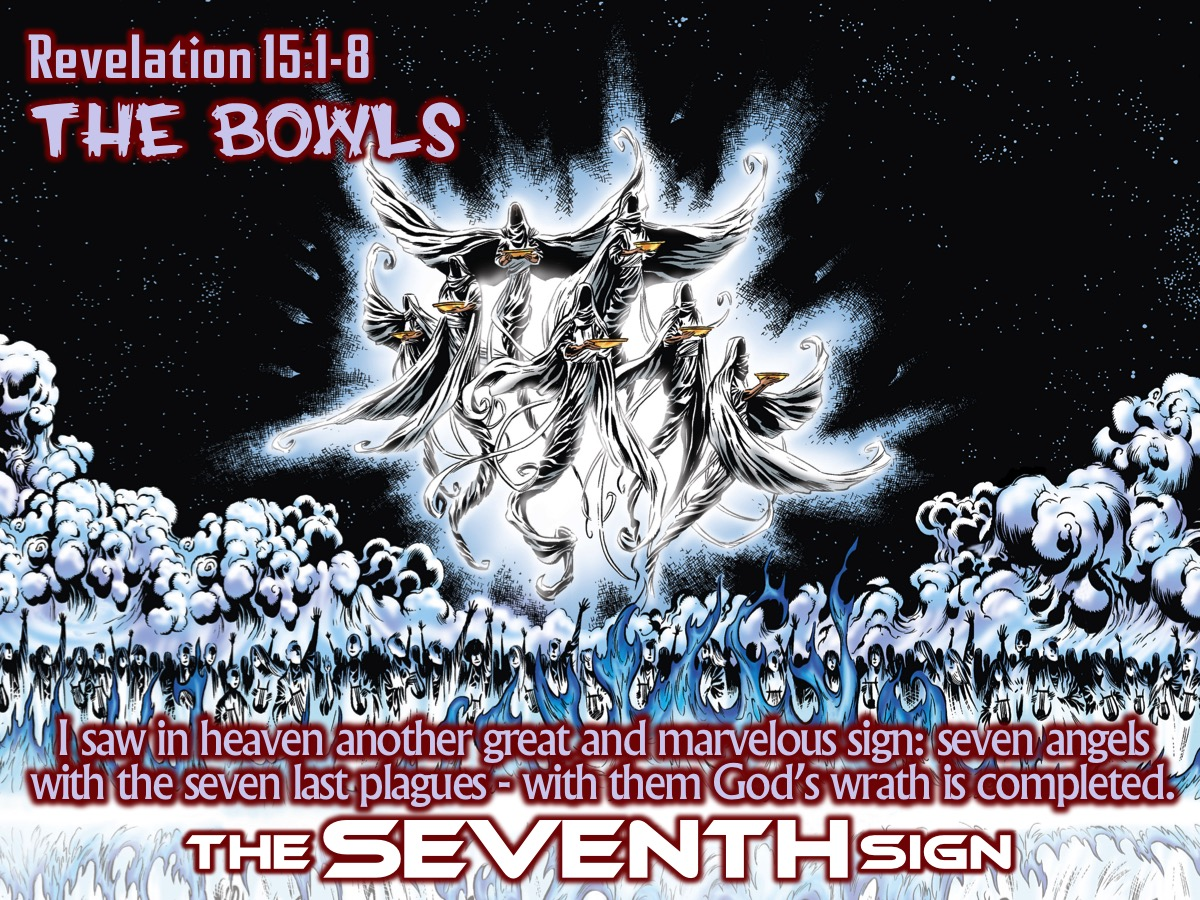 Revelation 15:1-8
THE BOWLS
I saw in heaven another great and marvelous sign: seven angels
with the seven last plagues - with them God's wrath is completed.
THE SEVENTH SIGN